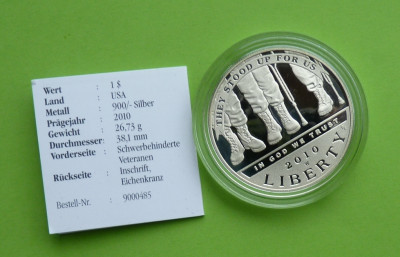 Wert : 1 $
Land : USA
Metall : 900/- Silber
Prägejahr : 2010
Gewicht : 26,73 g
Durchmesser: 38,1 mm
Vorderseite : Schwerbehinderte
Veteranen
Rückseite : Inschrift,
Eichenkranz
Bestell-Nr. : 9000485
THEY STOOD UP FOR US
IN GOD WE TRUST
2010
LIBERTY